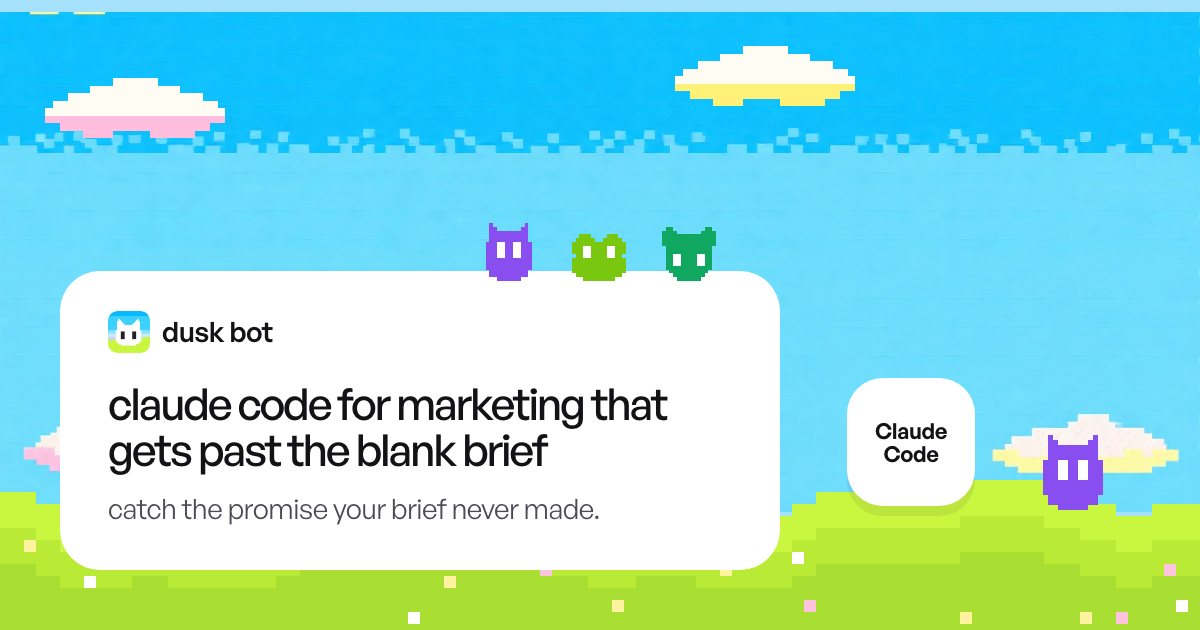 dusk bot
claude code for marketing that
gets past the blank brief
catch the promise your brief never made.
Claude
Code